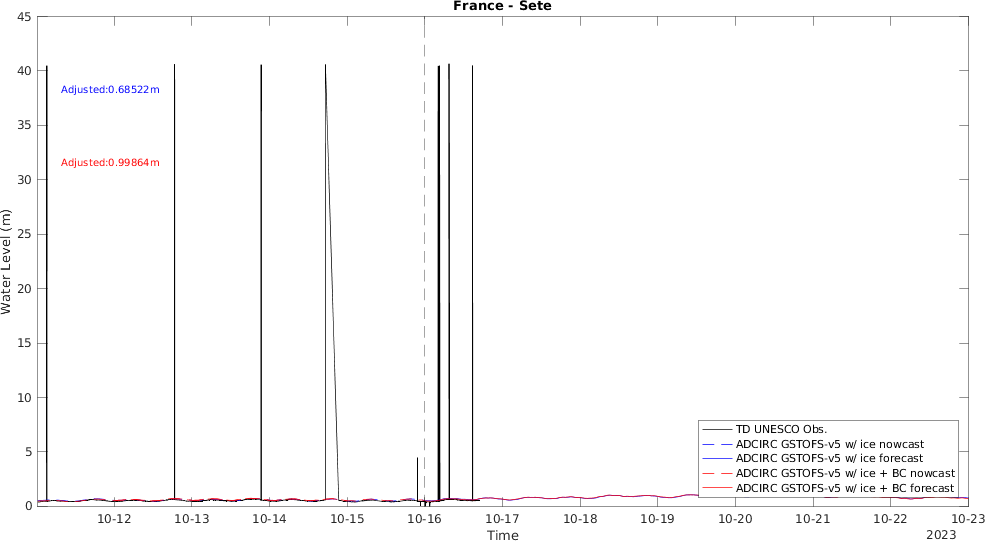 France - Sete
45
40
35
30
25
20
15
10
5
0
Water Level (m)
Adjusted:0.68522m
Adjusted:0.99864m
TD UNESCO Obs.
ADCIRC GSTOFS-v5 w/ ice nowcast
ADCIRC GSTOFS-v5 w/ ice forecast
ADCIRC GSTOFS-v5 w/ ice + BC nowcast
ADCIRC GSTOFS-v5 w/ ice + BC forecast
10-12 10-13 10-14 10-15 10-16 10-17 10-18 10-19 10-20 10-21 10-22 10-23
Time
2023